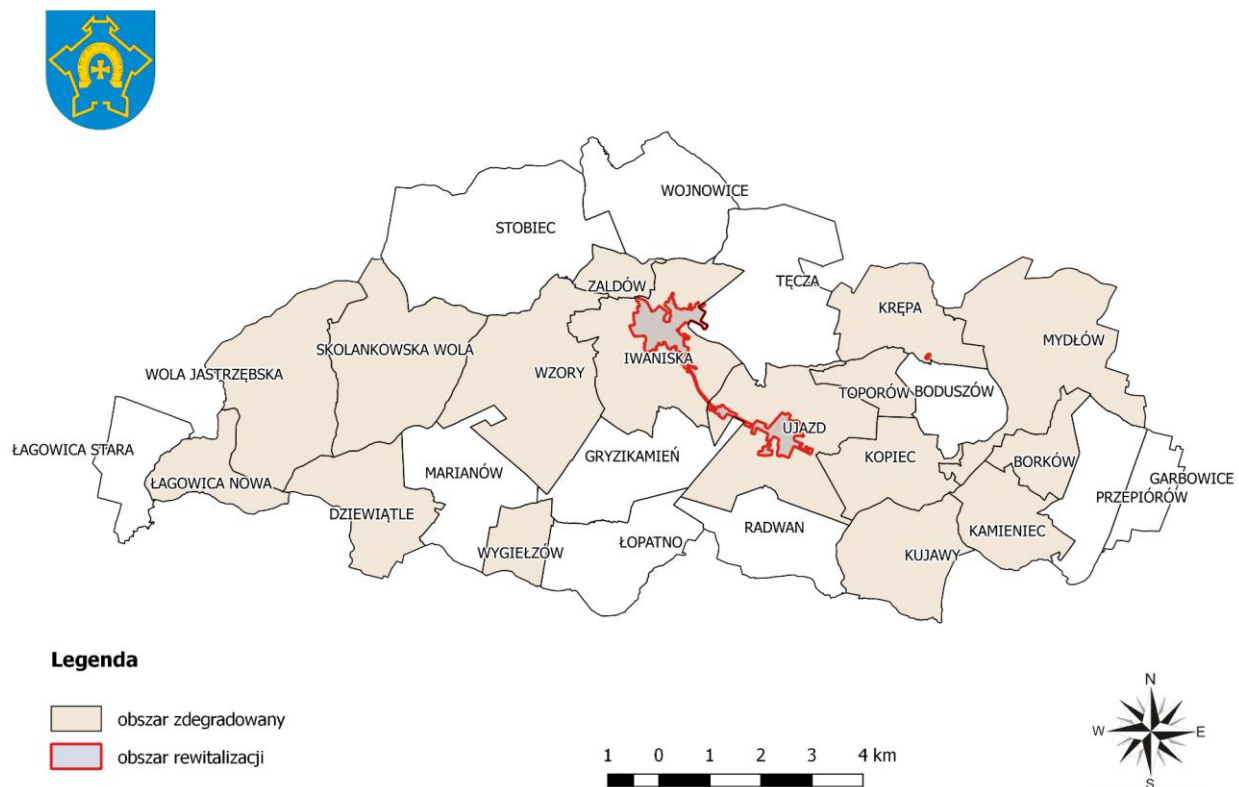 WOJNOWICE
STOBIEC
TĘCZA
ZALDÓW
KRĘPA
MYDŁÓW
SKOLANKOWSKA WOLA
IWANISKA
WZORY
WOLA JASTRZĘBSKA
TOPORÓW
BODUSZÓW
UJAZD
ŁAGOWICA STARA
GRYZIKAMIEŃ
KOPIEC
BORKÓW
MARIANÓW
GARBOWICE
ŁAGOWICA NOWA
PRZEPIÓRÓW
DZIEWIĄTLE
RADWAN
KAMIENIEC
ŁOPATNO
WYGIEŁZÓW
KUJAWY
Legenda
obszar zdegradowany
obszar rewitalizacji
1 0 1 2 3 4 km
N
W
E
S